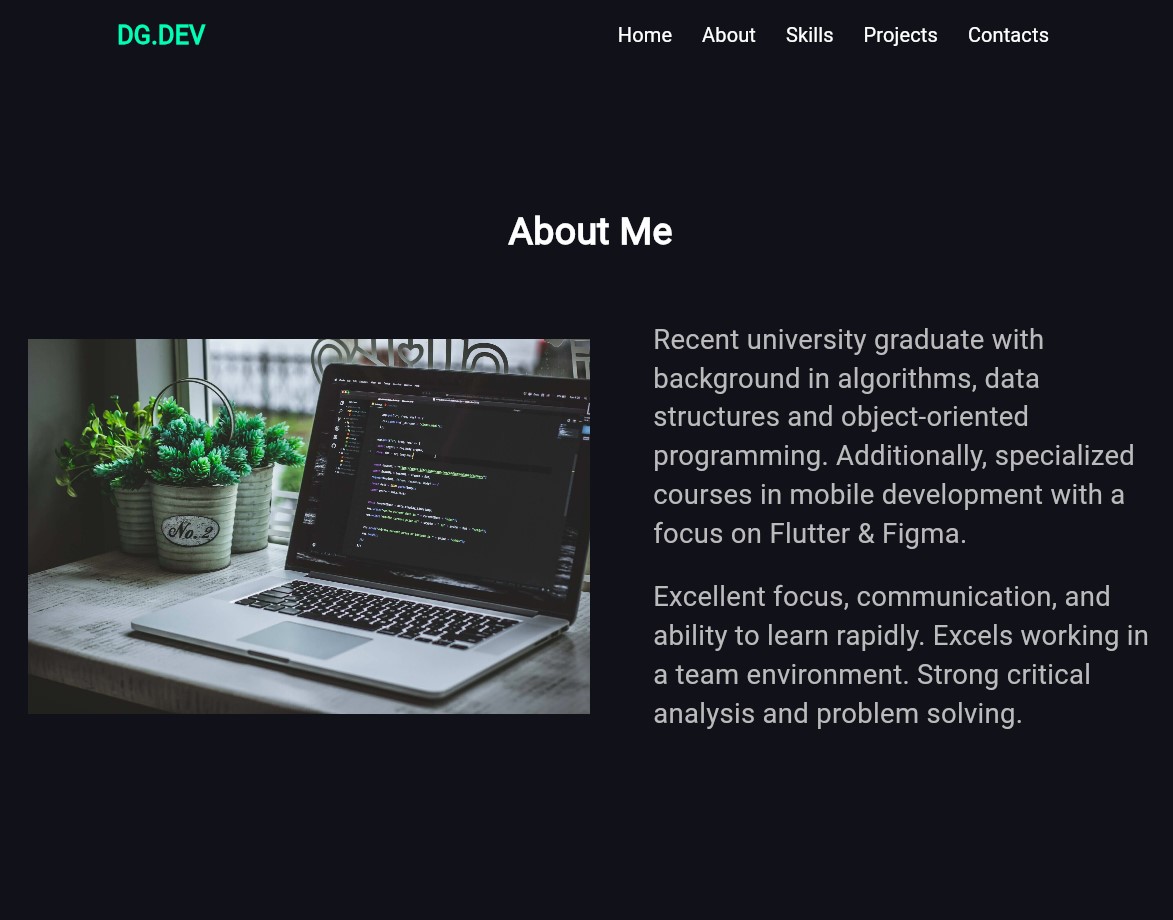 DG.DEV
Home About Skills Projects Contacts
About Me
No. 2
Recent university graduate with
background in algorithms, data
structures and object-oriented
programming. Additionally, specialized
courses in mobile development with a
focus on Flutter & Figma.
Excellent focus, communication, and
ability to learn rapidly. Excels working in
a team environment. Strong critical
analysis and problem solving.